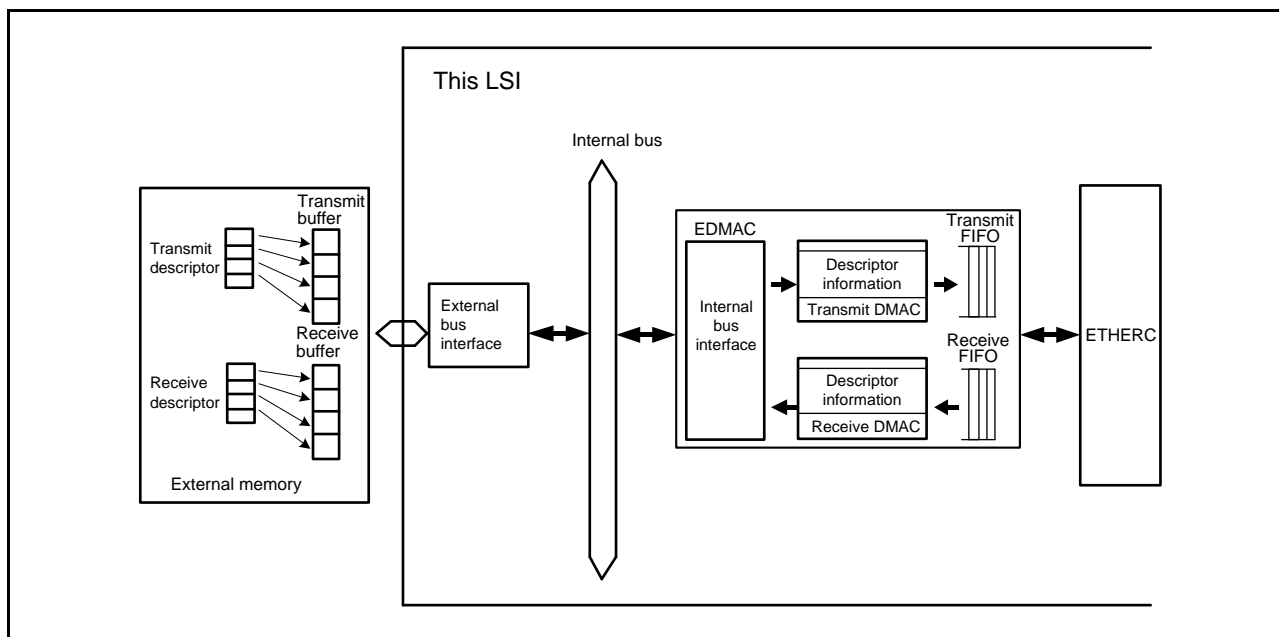 This LSI
Internal bus
Transmit
buffer
Transmit
descriptor
Receive
buffer
Receive
descriptor
External memory
External
bus
interface
EDMAC
Internal
bus
interface
Descriptor
information
Transmit DMAC
Transmit
FIFO
Descriptor
information
Receive DMAC
Receive
FIFO
ETHERC